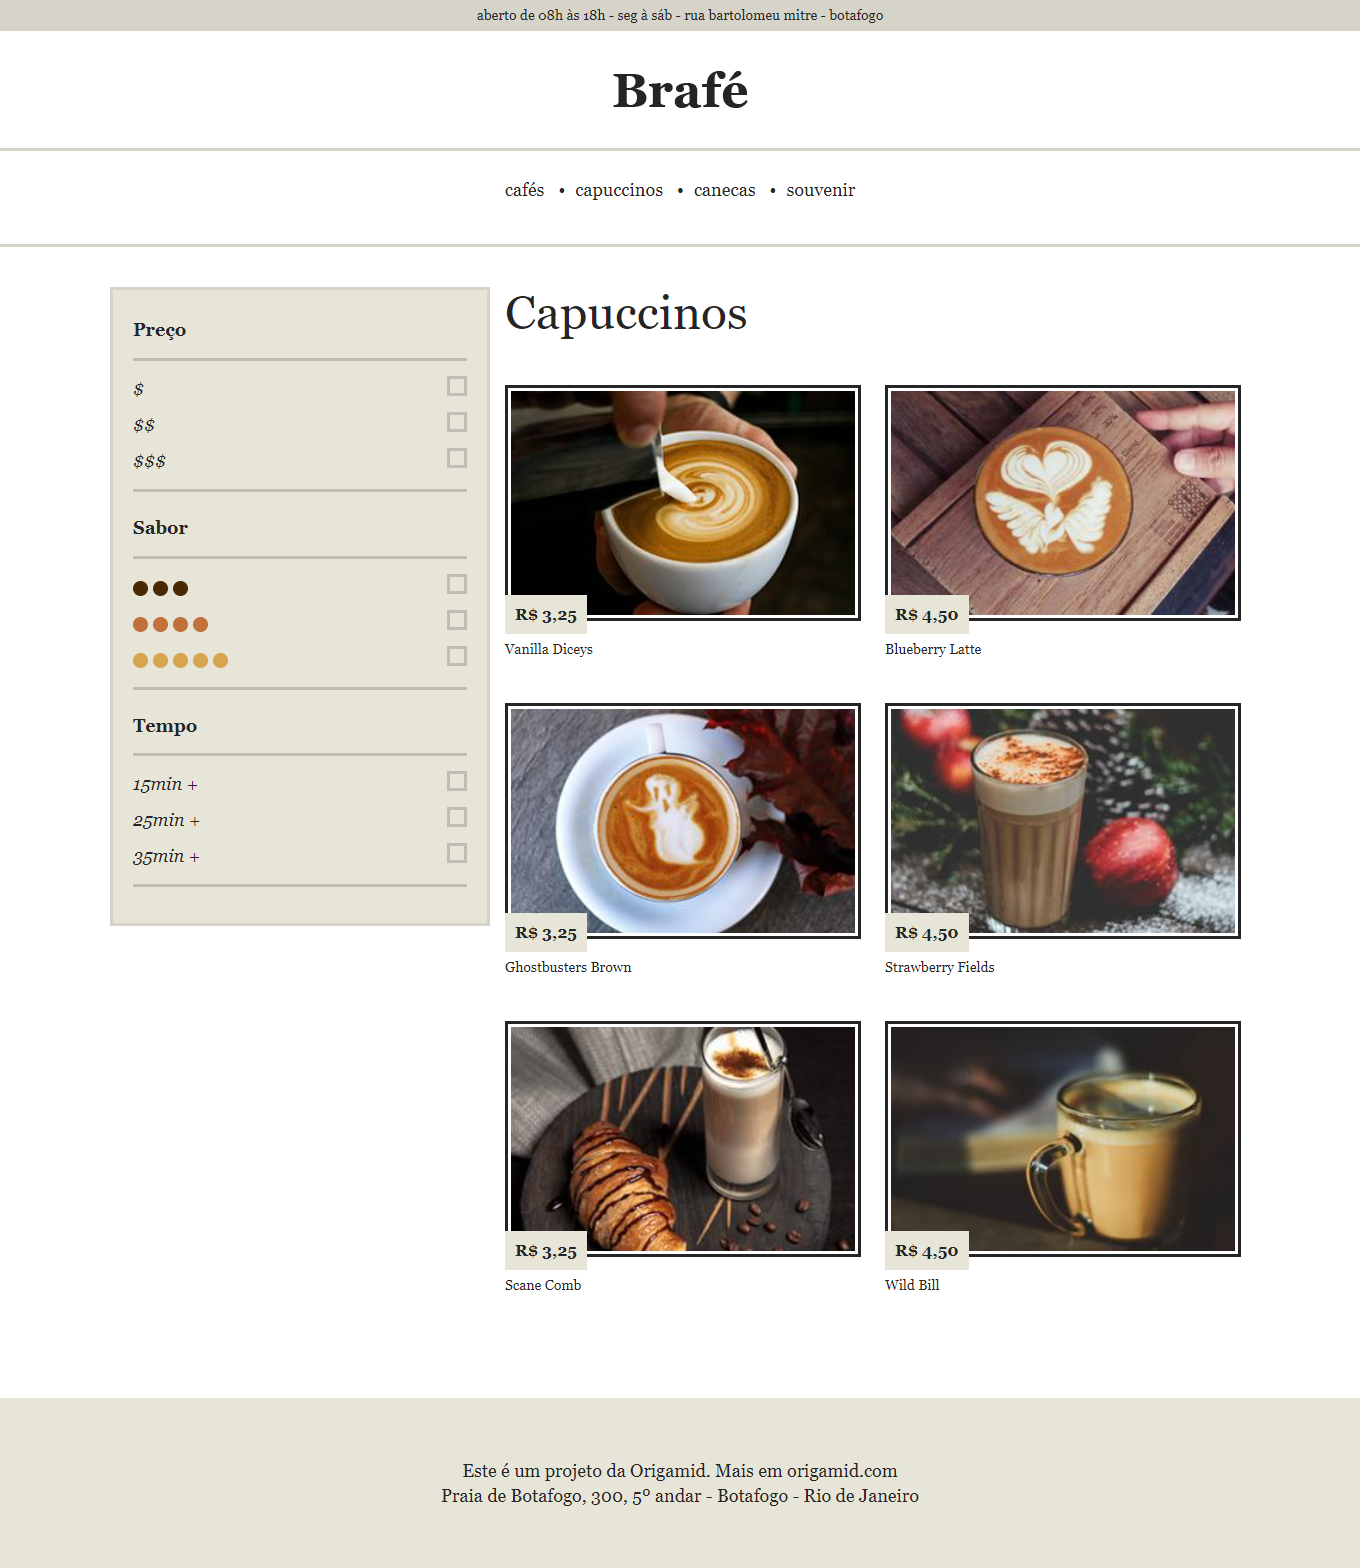 aberto de 08h às 18h - seg à sáb - rua bartolomeu mitre - botafogo
Brafé
cafés • capuccinos • canecas • souvenir
Preço
$
$$
$$$
Sabor
Tempo
15min +
25min +
35min +
Capuccinos
R$ 3,25
Vanilla Diceys
R$ 4,50
Blueberry Latte
R$ 3,25
Ghostbusters Brown
R$ 4,50
Strawberry Fields
R$ 3,25
Scane Comb
R$ 4,50
Wild Bill
Este é um projeto da Origamid. Mais em origamid.com
Praia de Botafogo, 300, 5º andar - Botafogo - Rio de Janeiro